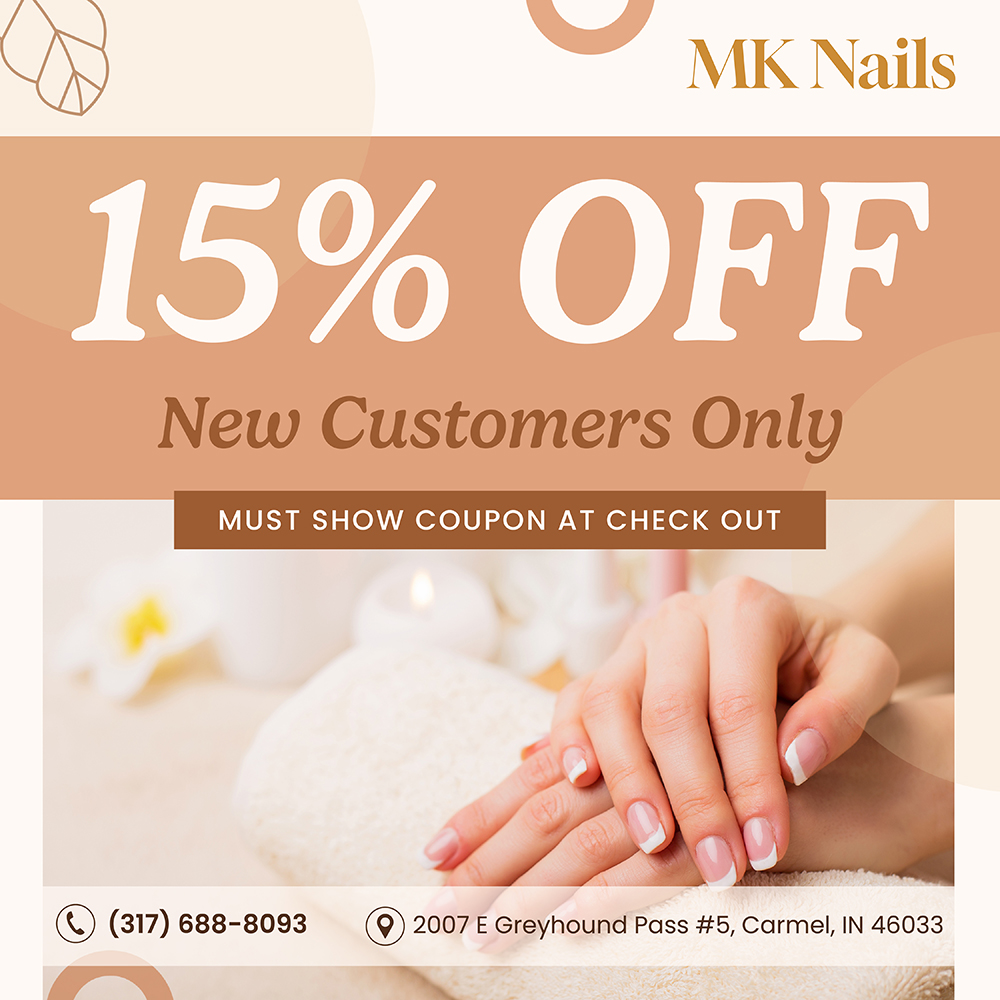 MK Nails
15% OFF
New Customers Only
MUST SHOW COUPON AT CHECK OUT
(317) 688-8093
2007 E Greyhound Pass #5, Carmel, IN 46033